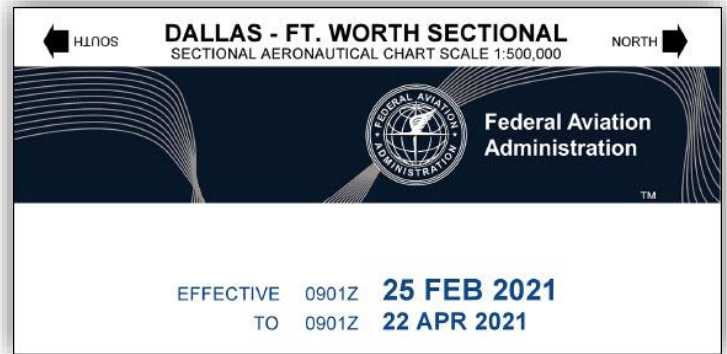 SOUTH
DALLAS - FT. WORTH SECTIONAL
SECTIONAL AERONAUTICAL CHART SCALE 1:500,000
NORTH
FEDERAL AVIATION
ADMINISTRATION
Federal Aviation
Administration
TM
EFFECTIVE 0901Z 25 FEB 2021
TO 0901Z 22 APR 2021